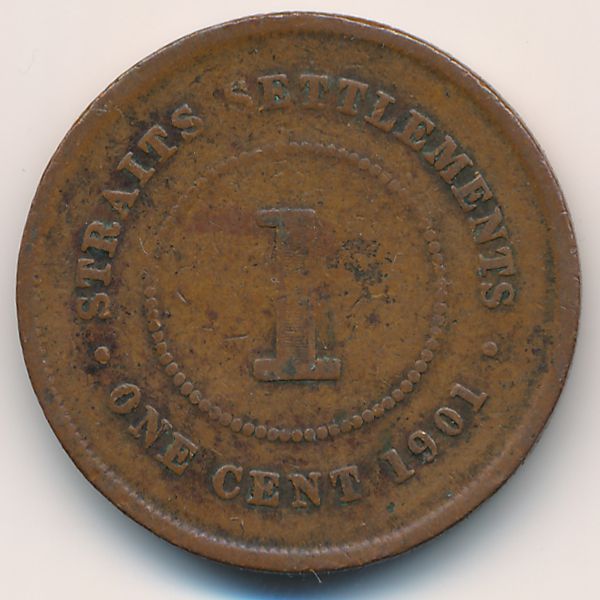 STRAITS SETTLEMENTS
1
ONE CENT 1901